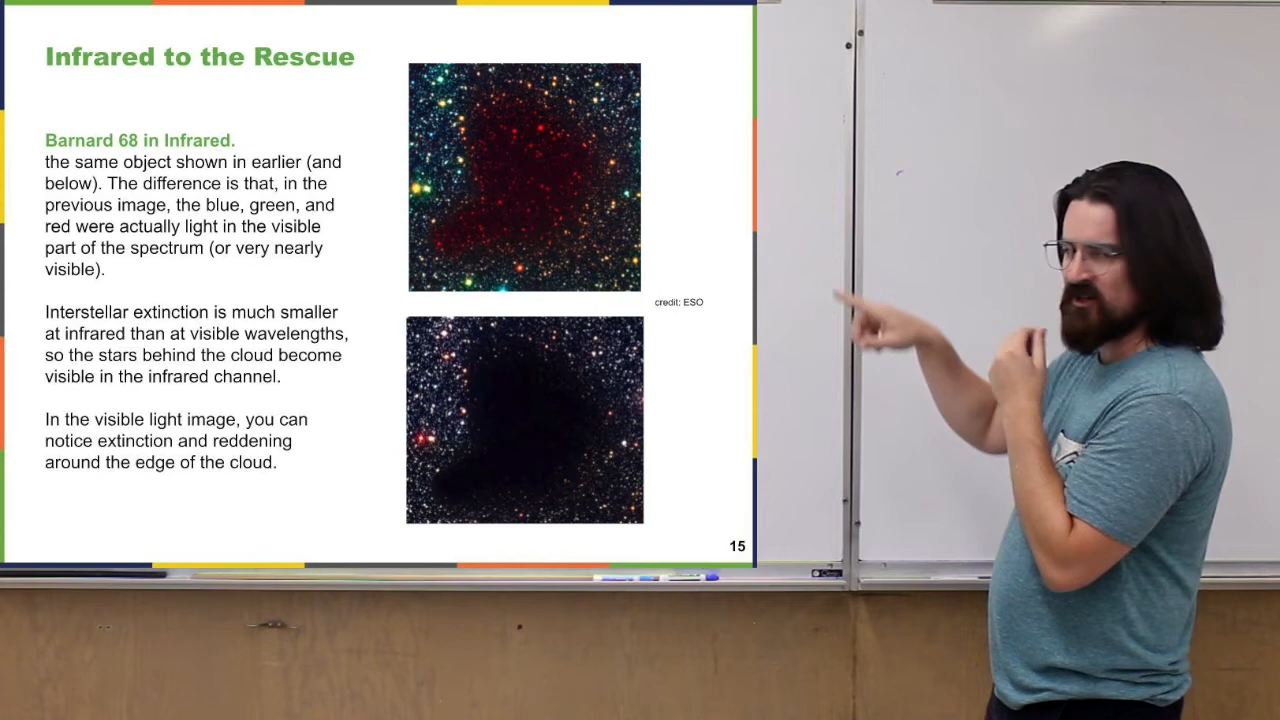 Infrared to the Rescue
Barnard 68 in Infrared.
the same object shown in earlier (and
below). The difference is that, in the
previous image, the blue, green, and
red were actually light in the visible
part of the spectrum (or very nearly
visible).
Interstellar extinction is much smaller
at infrared than at visible wavelengths,
so the stars behind the cloud become
visible in the infrared channel.
In the visible light image, you can
notice extinction and reddening
around the edge of the cloud.
credit: ESO
15